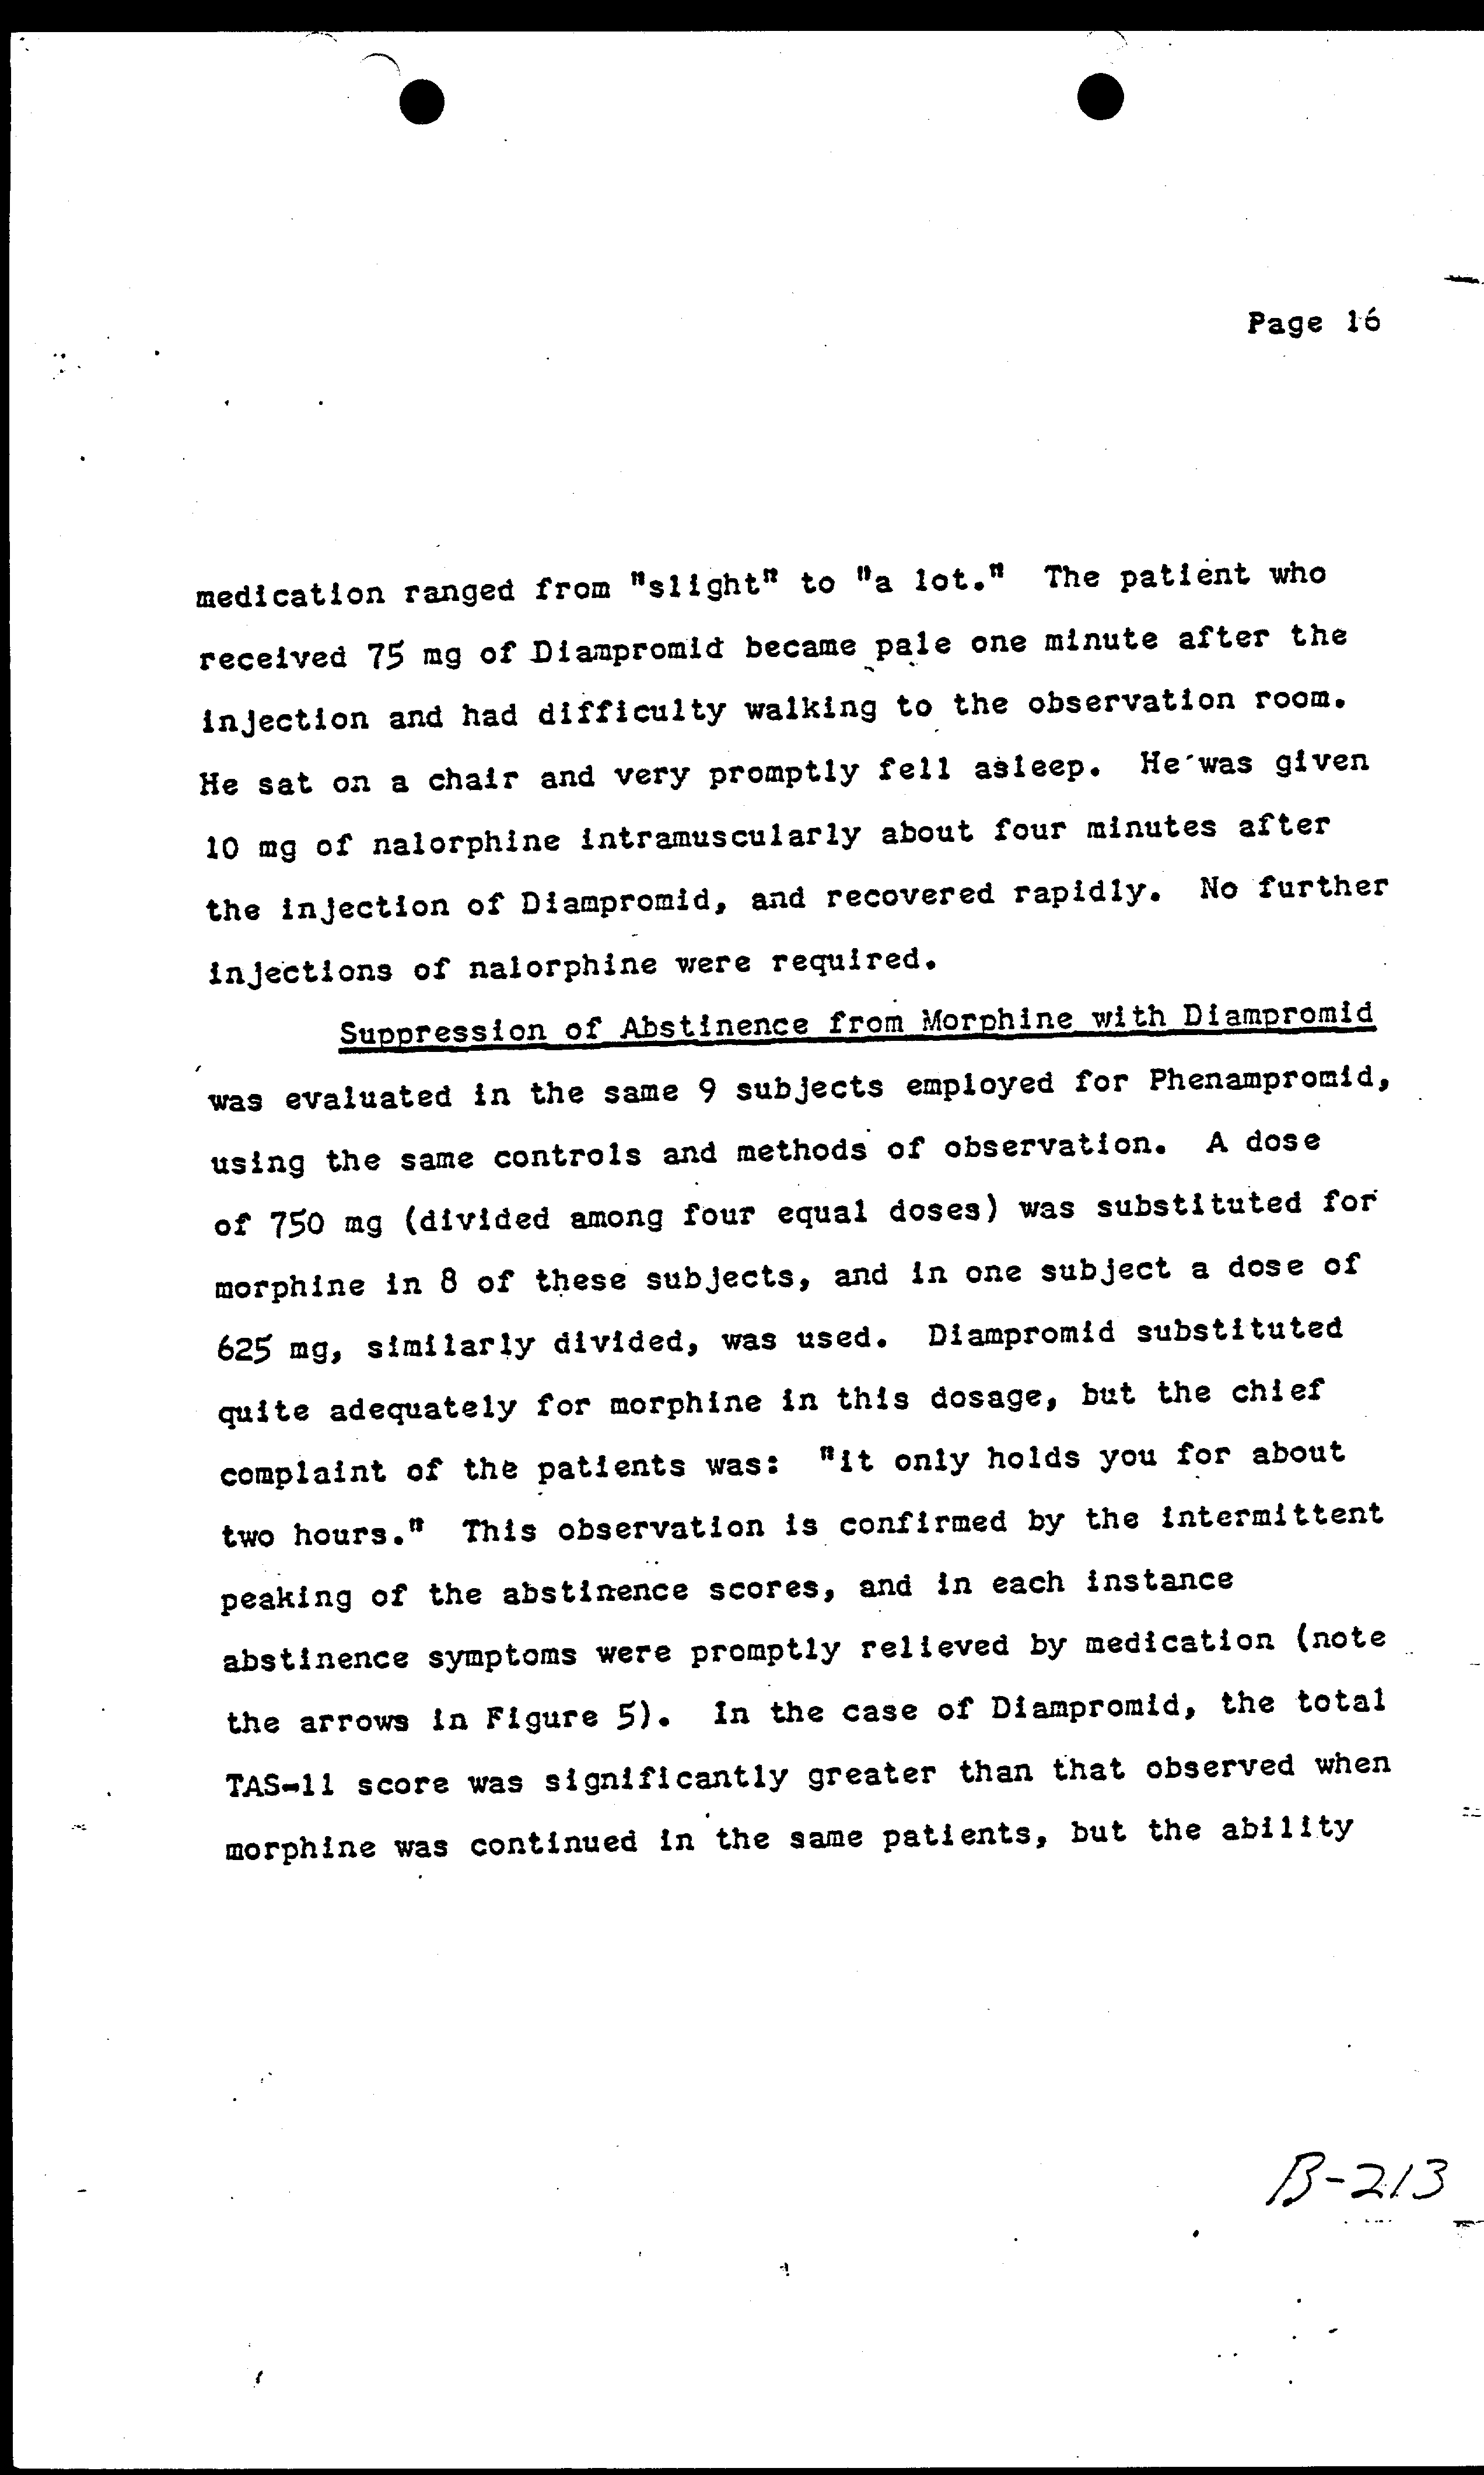 Page 16
medication ranged from "slight" to "a lot." The patient who
received 75 mg of Diampromid became pale one minute after the
injection and had difficulty walking to the observation room.
He sat on a chair and very promptly fell asleep. He was given
10 mg of nalorphine intramuscularly about four minutes after
the injection of Diampromid, and recovered rapidly. No further
injections of nalorphine were required.
Suppression of Abstinence from Morphine with Diampromid
was evaluated in the same 9 subjects employed for Phenampromid,
using the same controls and methods of observation. A dose
of 750 mg (divided among four equal doses) was substituted for
morphine in 8 of these subjects, and in one subject a dose of
625 mg, similarly divided, was used. Diampromid substituted
quite adequately for morphine in this dosage, but the chief
complaint of the patients was: "it only holds you for about
two hours." This observation is confirmed by the intermittent
peaking of the abstinence scores, and in each instance
abstinence symptoms were promptly relieved by medication (note
the arrows in Figure 5). In the case of Diampromid, the total
TAS-11 score was significantly greater than that observed when
morphine was continued in the same patients, but the ability
B-213